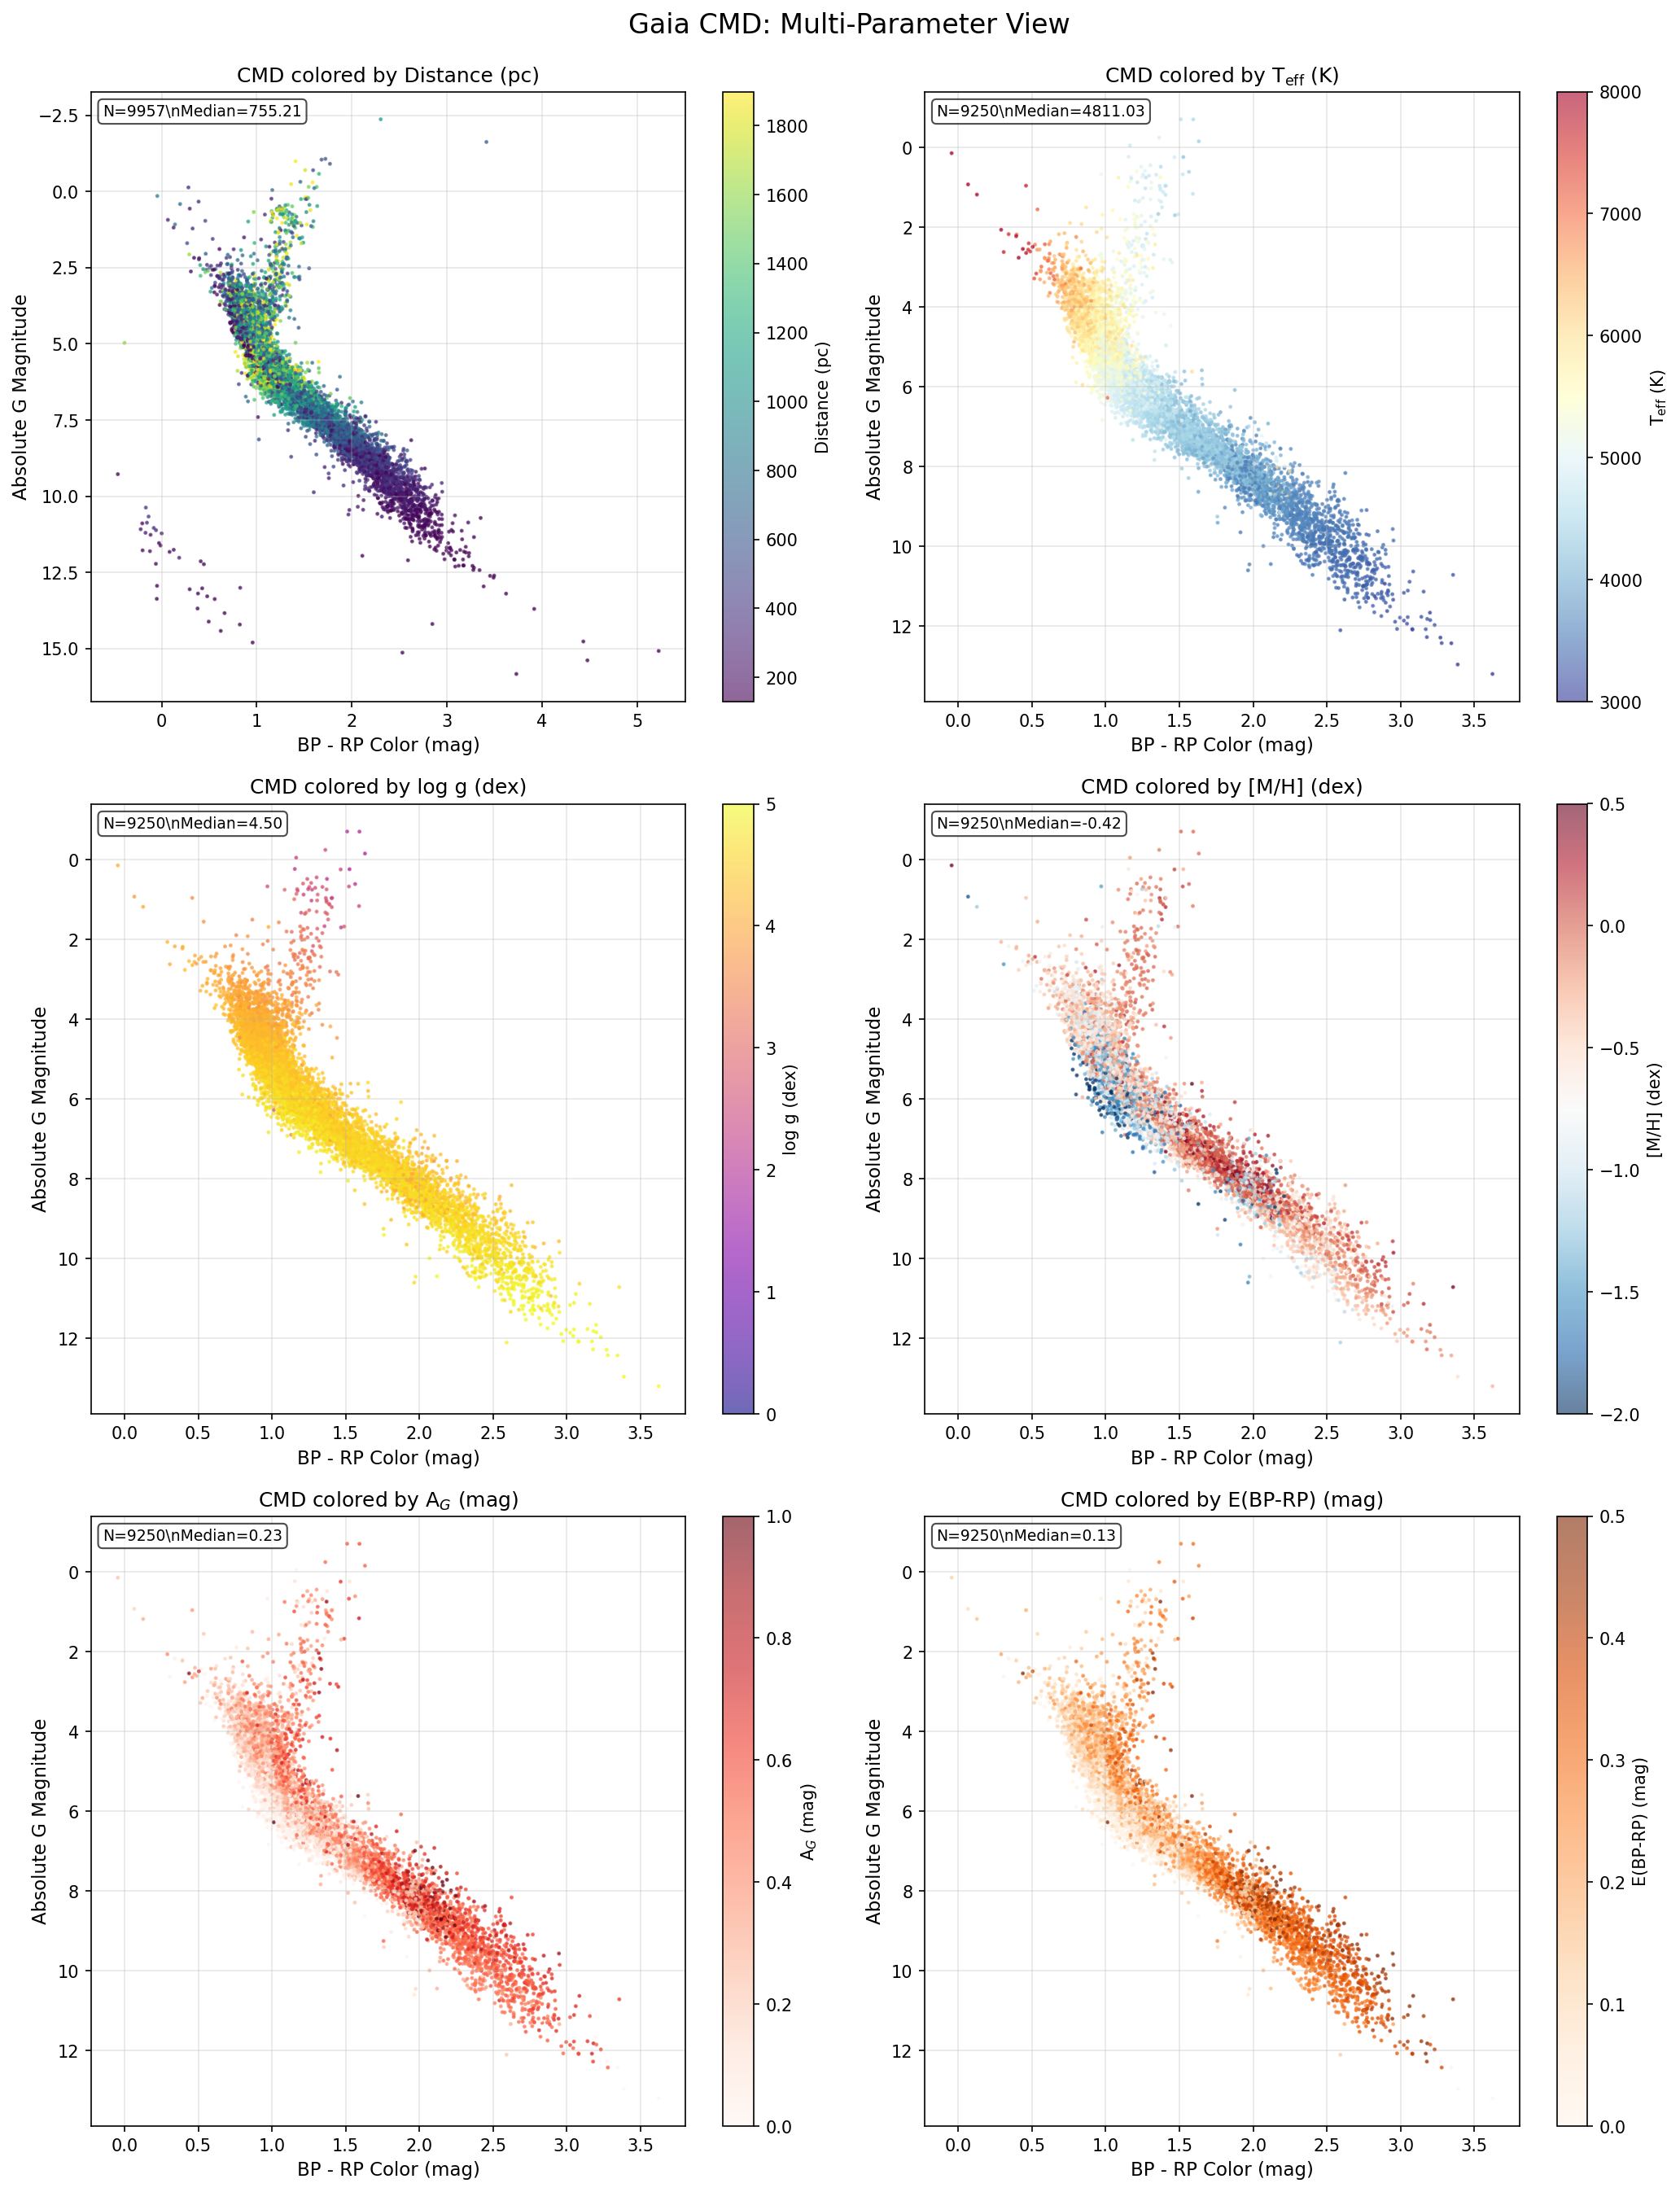 Gaia CMD: Multi-Parameter View
CMD colored by Distance (pc)
N=9957\nMedian=755.21
−2.5
0.0
2.5
5.0
7.5
10.0
12.5
15.0
Absolute G Magnitude
0 1 2 3 4 5
BP - RP Color (mag)
1800
1600
1400
1200
1000
800
600
400
200
Distance (pc)
CMD colored by T_eff (K)
N=9250\nMedian=4811.03
0
2
4
6
8
10
12
Absolute G Magnitude
0.0 0.5 1.0 1.5 2.0 2.5 3.0 3.5
BP - RP Color (mag)
8000
7000
6000
5000
4000
3000
T_eff (K)
CMD colored by log g (dex)
N=9250\nMedian=4.50
0
2
4
6
8
10
12
Absolute G Magnitude
0.0 0.5 1.0 1.5 2.0 2.5 3.0 3.5
BP - RP Color (mag)
5
4
3
2
1
0
log g (dex)
CMD colored by [M/H] (dex)
N=9250\nMedian=-0.42
0
2
4
6
8
10
12
Absolute G Magnitude
0.0 0.5 1.0 1.5 2.0 2.5 3.0 3.5
BP - RP Color (mag)
0.5
0.0
−0.5
−1.0
−1.5
−2.0
[M/H] (dex)
CMD colored by A_G (mag)
N=9250\nMedian=0.23
0
2
4
6
8
10
12
Absolute G Magnitude
0.0 0.5 1.0 1.5 2.0 2.5 3.0 3.5
BP - RP Color (mag)
1.0
0.8
0.6
0.4
0.2
0.0
A_G (mag)
CMD colored by E(BP-RP) (mag)
N=9250\nMedian=0.13
0
2
4
6
8
10
12
Absolute G Magnitude
0.0 0.5 1.0 1.5 2.0 2.5 3.0 3.5
BP - RP Color (mag)
0.5
0.4
0.3
0.2
0.1
0.0
E(BP-RP) (mag)